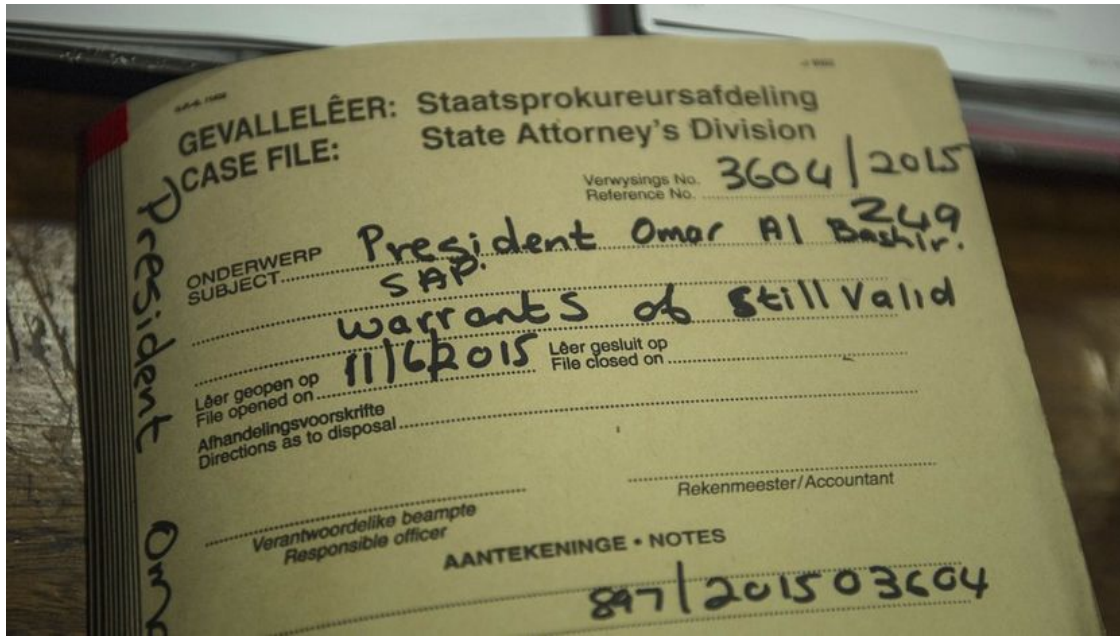 GEVALLELÊER: Staatsprokureursafdeling
CASE FILE: State Attorney's Division
Verwysings No.
Reference No. 3604/2015
249
ONDERWERP
SUBJECT President Omar Al Bashir.
SAP.
warrants of still Valid
Lêer geopen op
File opened on 11/6/2015
Lêer gesluit op
File closed on
Afhandelingsvoorskrifte
Directions as to disposal
Rekenmeester/Accountant
Verantwoordelike beampte
Responsible officer
AANTEKENINGE • NOTES
897/2015 03604
President Om